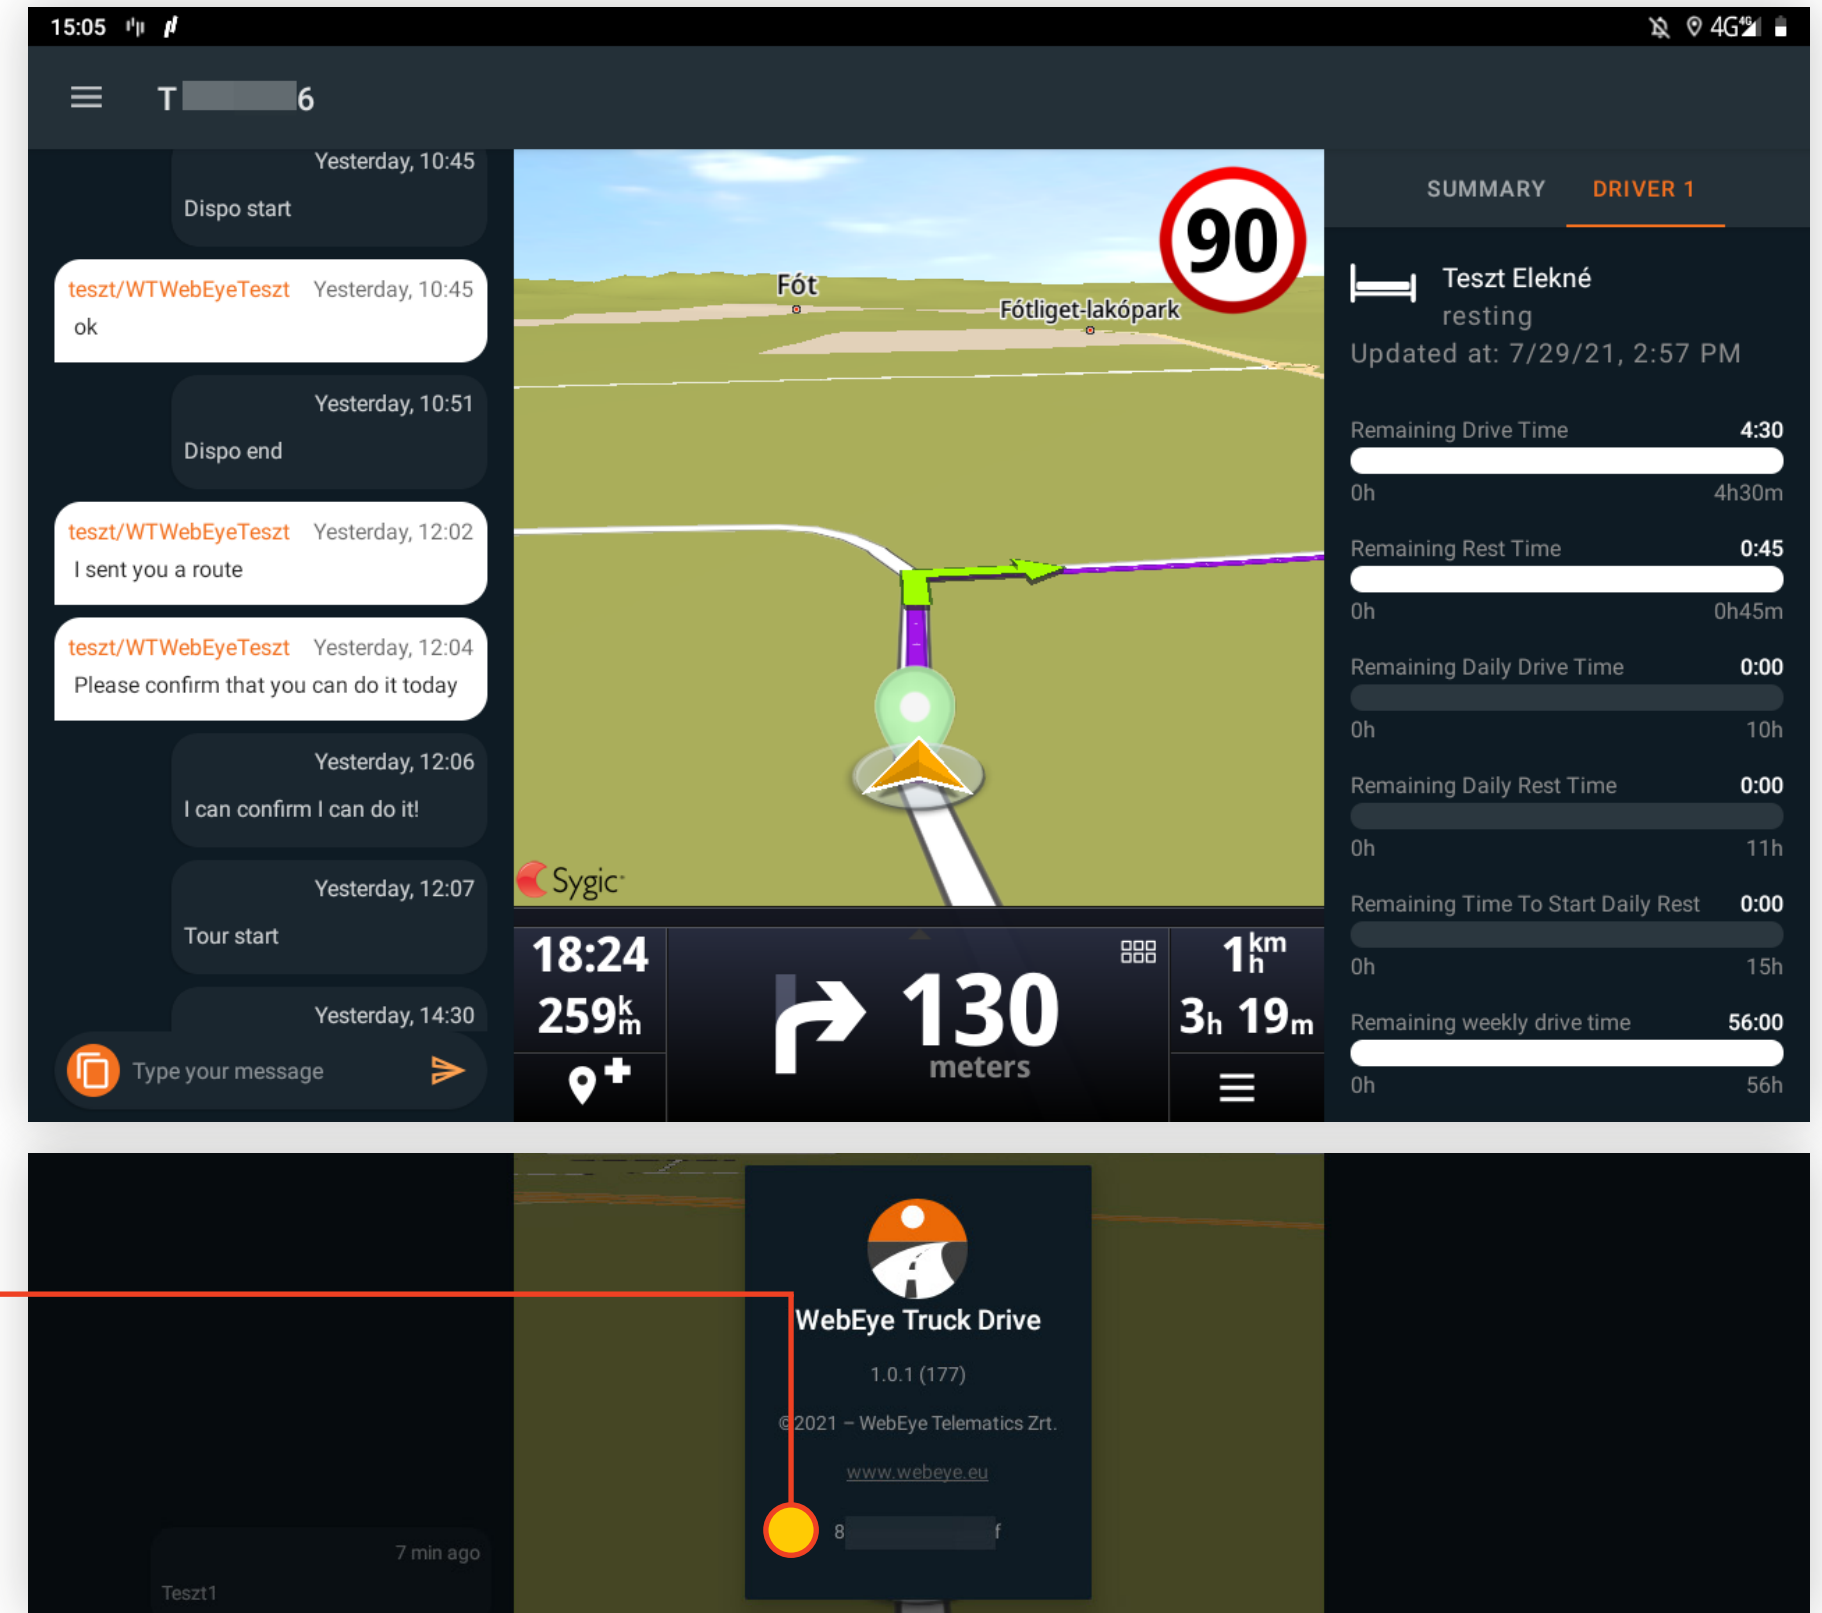 15:05
4G 4G
T 6
Yesterday, 10:45
Dispo start
teszt/WTWebEyeTeszt Yesterday, 10:45
ok
Yesterday, 10:51
Dispo end
teszt/WTWebEyeTeszt Yesterday, 12:02
I sent you a route
teszt/WTWebEyeTeszt Yesterday, 12:04
Please confirm that you can do it today
Yesterday, 12:06
I can confirm I can do it!
Yesterday, 12:07
Tour start
Yesterday, 14:30
Type your message
90
Fót
Fótliget-lakópark
Sygic
18:24
259 km
130
meters
1 km h
3h 19m
SUMMARY DRIVER 1
Teszt Elekné
resting
Updated at: 7/29/21, 2:57 PM
Remaining Drive Time 4:30
0h 4h30m
Remaining Rest Time 0:45
0h 0h45m
Remaining Daily Drive Time 0:00
0h 10h
Remaining Daily Rest Time 0:00
0h 11h
Remaining Time To Start Daily Rest 0:00
0h 15h
Remaining weekly drive time 56:00
0h 56h
WebEye Truck Drive
1.0.1 (177)
©2021 – WebEye Telematics Zrt.
www.webeye.eu
8 f
7 min ago
Teszt1